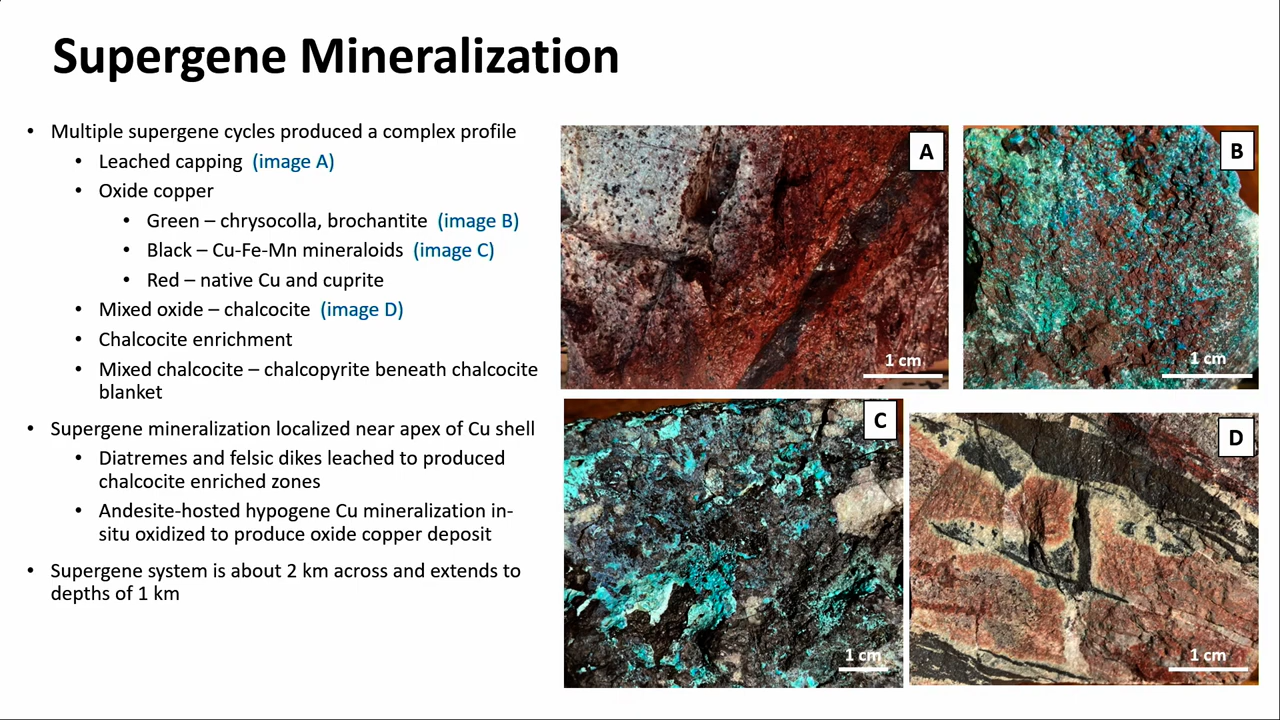 Supergene Mineralization
• Multiple supergene cycles produced a complex profile
• Leached capping (image A)
• Oxide copper
• Green – chrysocolla, brochantite (image B)
• Black – Cu-Fe-Mn mineraloids (image C)
• Red – native Cu and cuprite
• Mixed oxide – chalcocite (image D)
• Chalcocite enrichment
• Mixed chalcocite – chalcopyrite beneath chalcocite
blanket
• Supergene mineralization localized near apex of Cu shell
• Diatremes and felsic dikes leached to produced
chalcocite enriched zones
• Andesite-hosted hypogene Cu mineralization in-
situ oxidized to produce oxide copper deposit
• Supergene system is about 2 km across and extends to
depths of 1 km
A
1 cm
B
1 cm
C
1 cm
D
1 cm